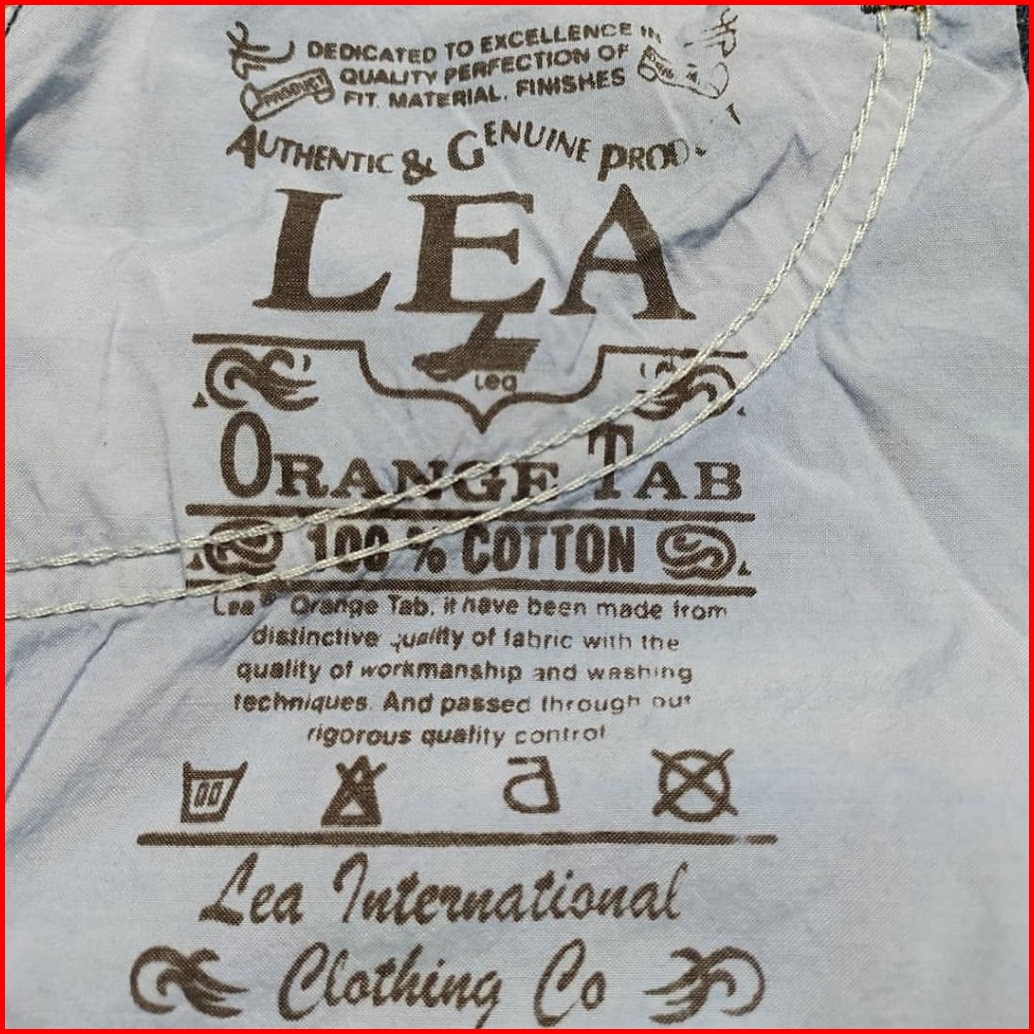 DEDICATED TO EXCELLENCE IN
QUALITY PERFECTION OF
FIT, MATERIAL, FINISHES
PRODUCT
AUTHENTIC & GENUINE PROD
LEA
Lea
ORANGE TAB
100 % COTTON
Lea® Orange Tab, it have been made from
distinctive quality of fabric with the
quality of workmanship and washing
techniques. And passed through out
rigorous quality control
Lea International
Clothing Co